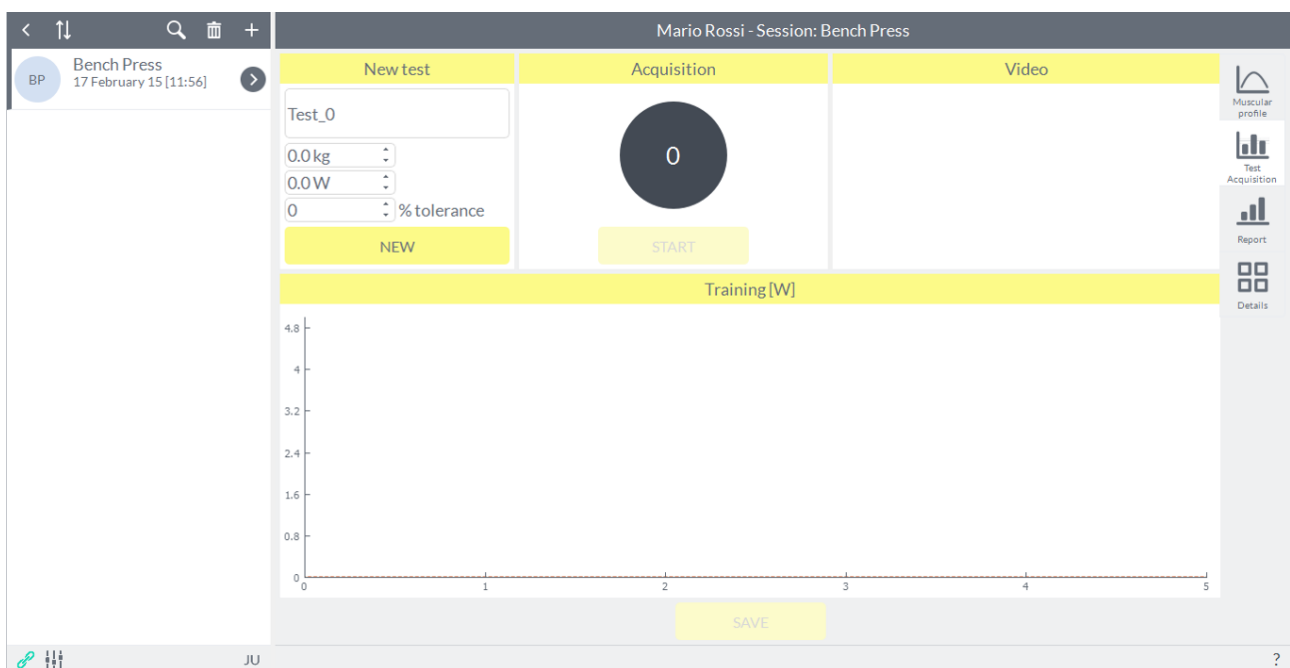 Mario Rossi - Session: Bench Press
BP
Bench Press
17 February 15 [11:56]
New test
Test_0
0.0 kg
0.0 W
0 % tolerance
NEW
Acquisition
0
START
Video
Muscular
profile
Test
Acquisition
Report
Details
Training [W]
4.8
4
3.2
2.4
1.6
0.8
0
0 1 2 3 4 5
SAVE
JU
?